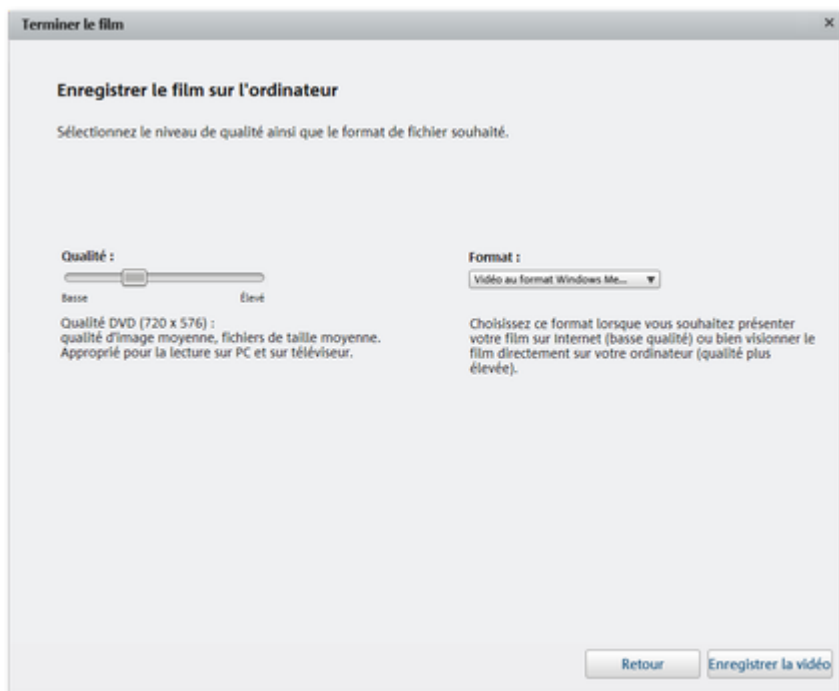 Terminer le film
Enregistrer le film sur l'ordinateur
Sélectionnez le niveau de qualité ainsi que le format de fichier souhaité.
Qualité :
Basse
Élevé
Qualité DVD (720 x 576) :
qualité d'image moyenne, fichiers de taille moyenne.
Approprié pour la lecture sur PC et sur téléviseur.
Format :
Vidéo au format Windows Me...
Choisissez ce format lorsque vous souhaitez présenter
votre film sur Internet (basse qualité) ou bien visionner le
film directement sur votre ordinateur (qualité plus
élevée).
Retour
Enregistrer la vidéo